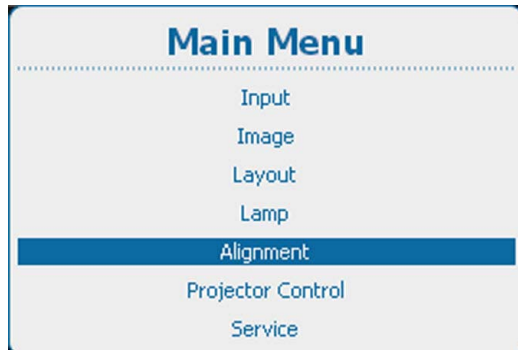 Main Menu
Input
Image
Layout
Lamp
Alignment
Projector Control
Service